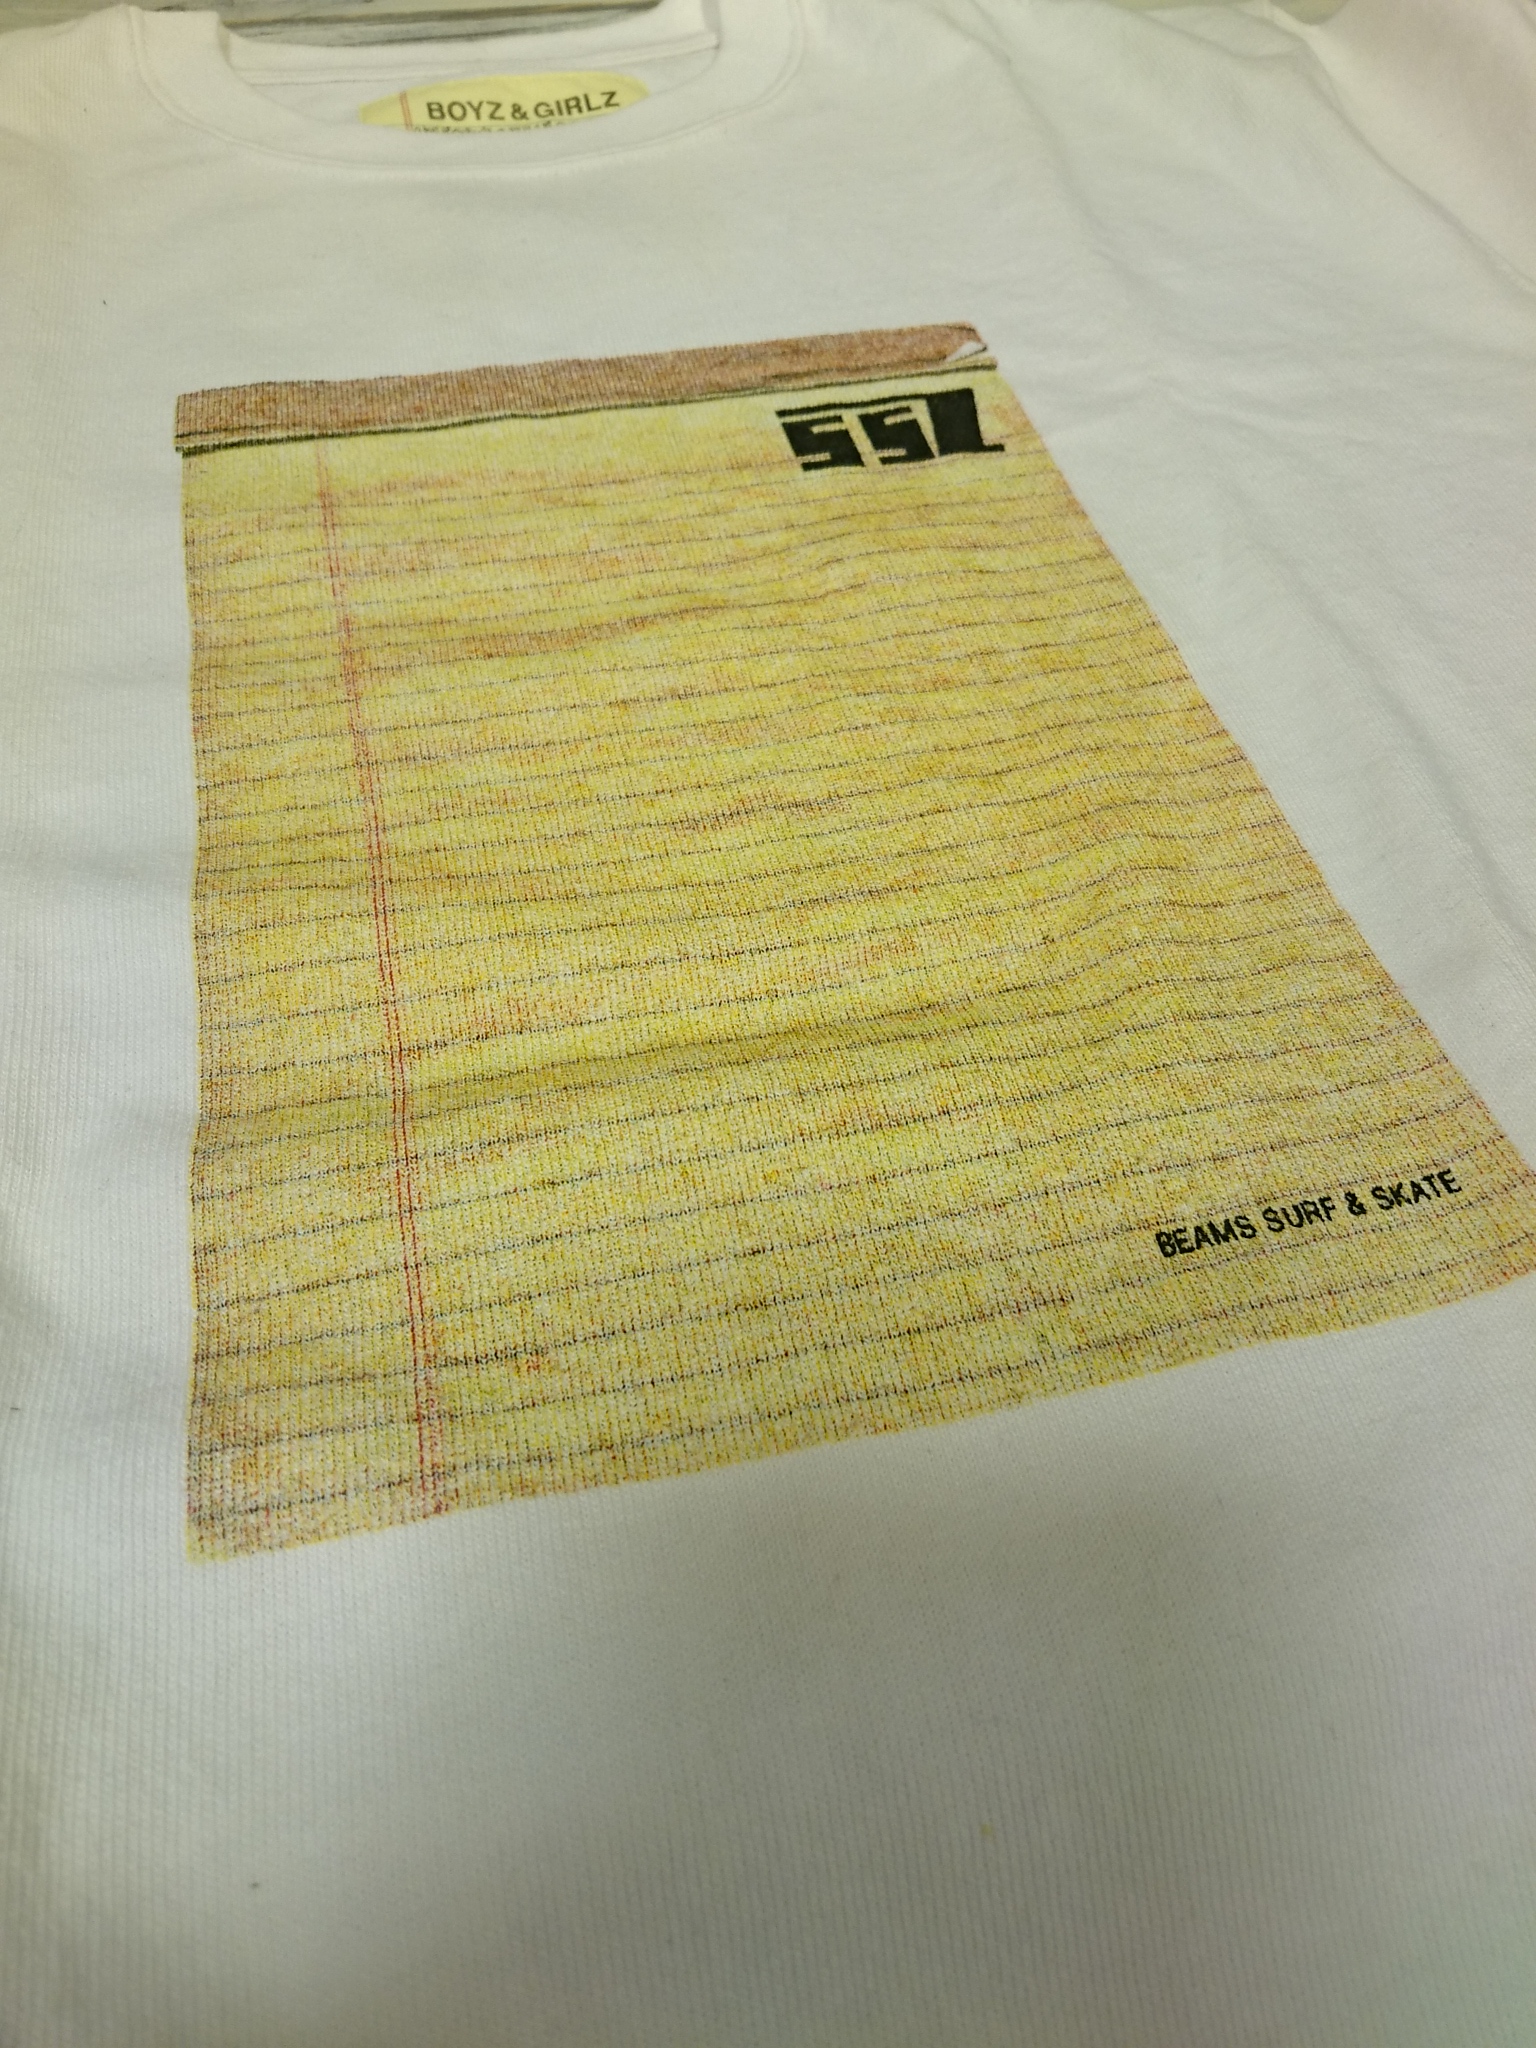 BOYZ & GIRLZ
SSZ
BEAMS SURF & SKATE